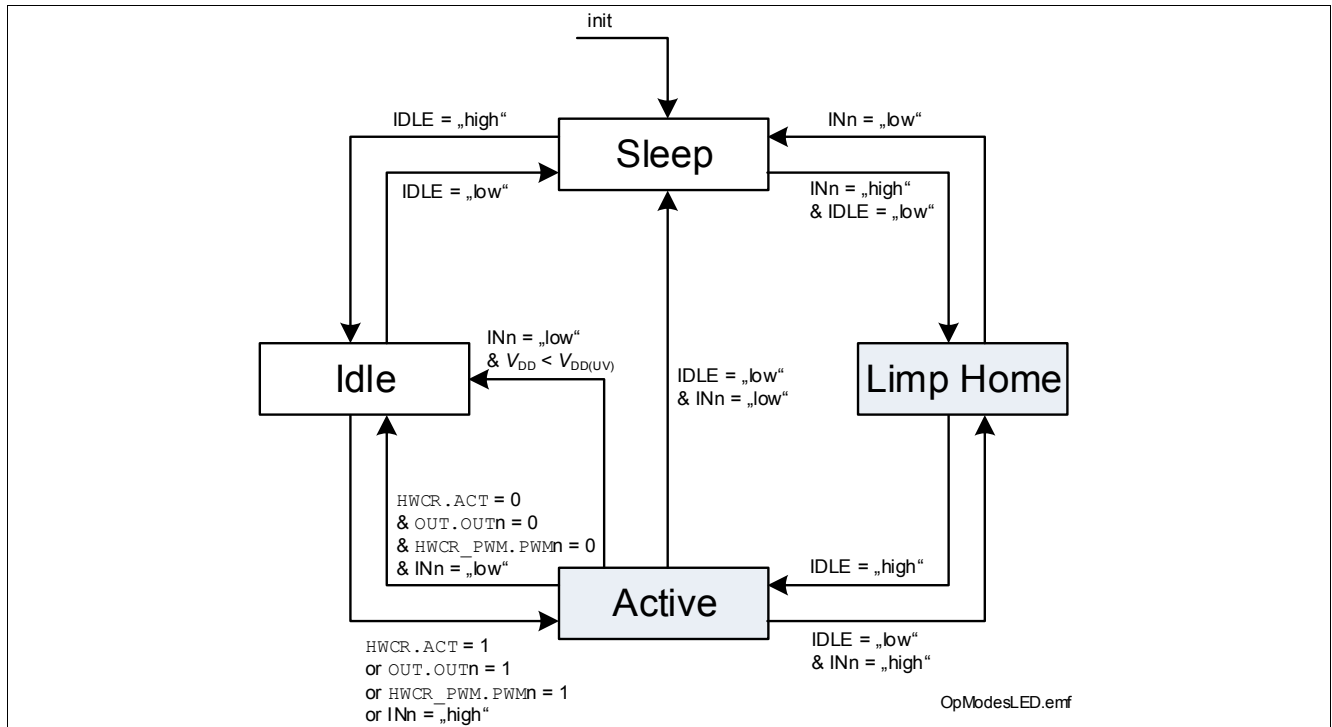 init
IDLE = „high“
Sleep
INn = „low“
IDLE = „low“
INn = „high“
& IDLE = „low“
INn = „low“
& VDD < VDD(UV)
Idle
IDLE = „low“
& INn = „low“
Limp Home
HWCR.ACT = 0
& OUT.OUTn = 0
& HWCR_PWM.PWMn = 0
& INn = „low“
IDLE = „high“
Active
HWCR.ACT = 1
or OUT.OUTn = 1
or HWCR_PWM.PWMn = 1
or INn = „high“
IDLE = „low“
& INn = „high“
OpModesLED.emf